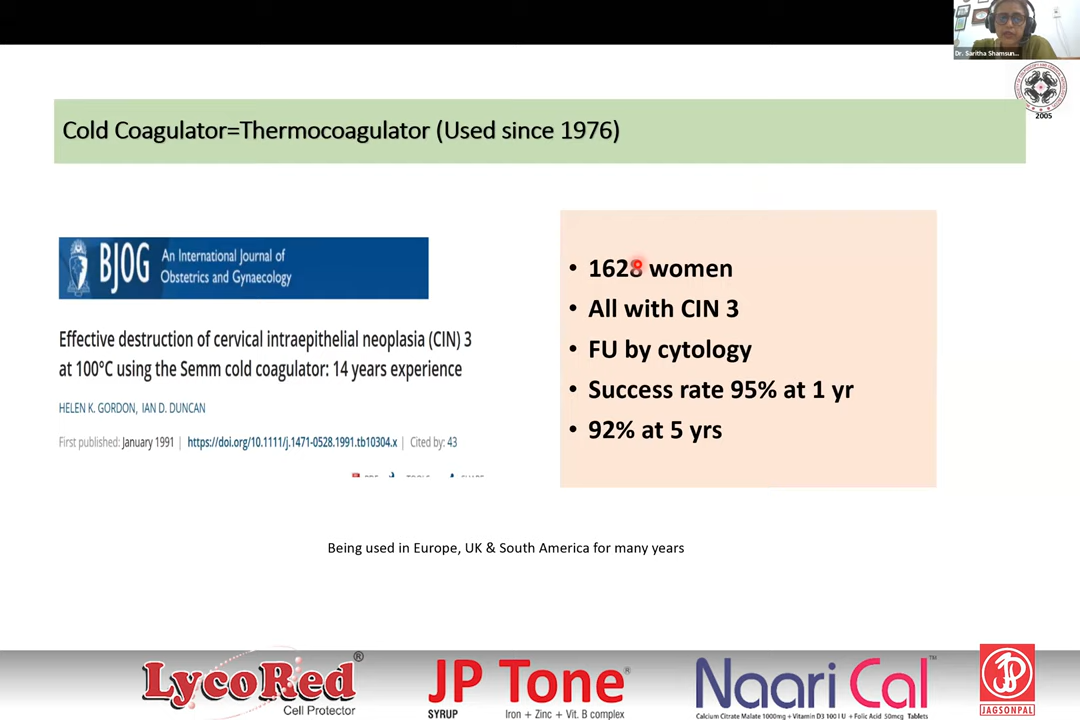 Dr. Saritha Shamsun...
2005
Cold Coagulator=Thermocoagulator (Used since 1976)
BJOG An International Journal of
Obstetrics and Gynaecology
Effective destruction of cervical intraepithelial neoplasia (CIN) 3
at 100°C using the Semm cold coagulator: 14 years experience
HELEN K. GORDON, IAN D. DUNCAN
First published: January 1991 | https://doi.org/10.1111/j.1471-0528.1991.tb10304.x | Cited by: 43
• 1628 women
• All with CIN 3
• FU by cytology
• Success rate 95% at 1 yr
• 92% at 5 yrs
Being used in Europe, UK & South America for many years
LycoRed®
Cell Protector
JP Tone®
SYRUP Iron + Zinc + Vit. B complex
Naari Cal™
Calcium Citrate Malate 1000mg + Vitamin D3 100 I U + Folic Acid 50mcg Tablets
JAGSONPAL